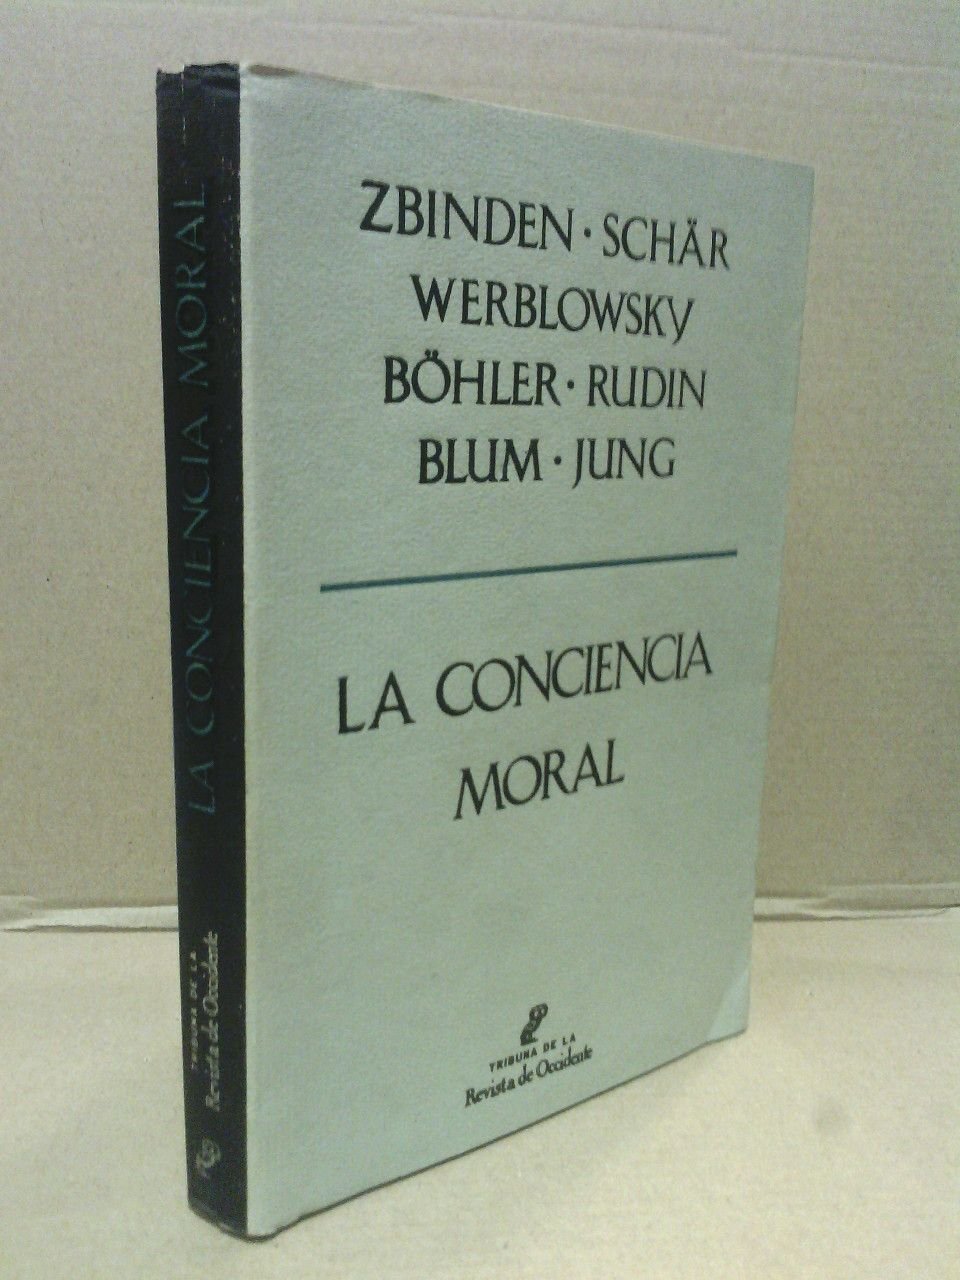 ZBINDEN · SCHÄR
WERBLOWSKY
BÖHLER · RUDIN
BLUM · JUNG
LA CONCIENCIA
MORAL
TRIBUNA DE LA
Revista de Occidente
LA CONCIENCIA MORAL
TRIBUNA DE LA
Revista de Occidente